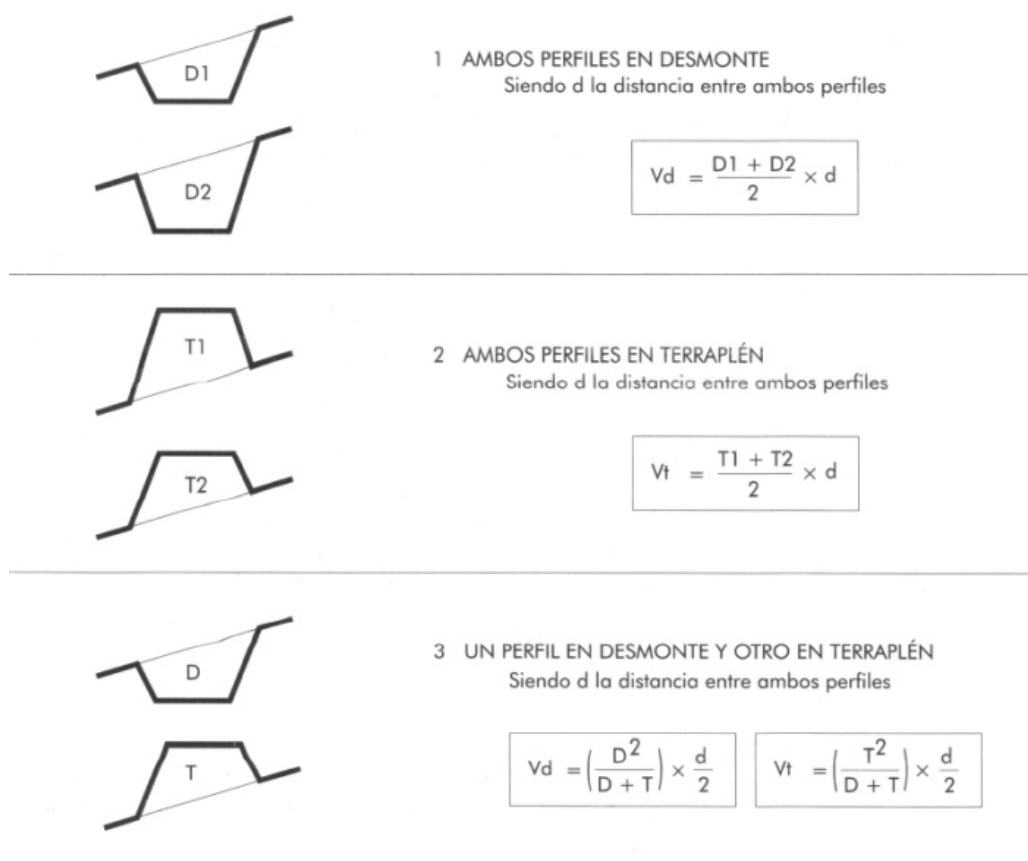 D1
D2
1 AMBOS PERFILES EN DESMONTE
Siendo d la distancia entre ambos perfiles
Vd = (D1 + D2)/2 × d
T1
T2
2 AMBOS PERFILES EN TERRAPLÉN
Siendo d la distancia entre ambos perfiles
Vt = (T1 + T2)/2 × d
D
T
3 UN PERFIL EN DESMONTE Y OTRO EN TERRAPLÉN
Siendo d la distancia entre ambos perfiles
Vd = (D²/(D + T)) × d/2
Vt = (T²/(D + T)) × d/2